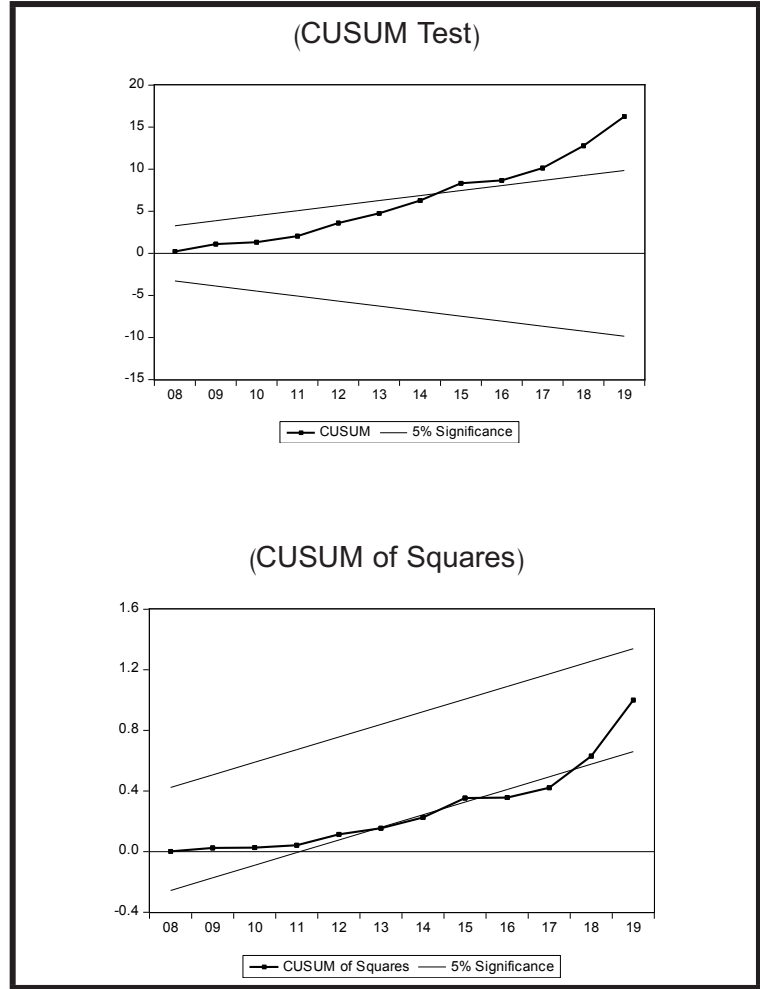 (CUSUM Test)
20
15
10
5
0
-5
-10
-15
08 09 10 11 12 13 14 15 16 17 18 19
CUSUM 5% Significance
(CUSUM of Squares)
1.6
1.2
0.8
0.4
0.0
-0.4
08 09 10 11 12 13 14 15 16 17 18 19
CUSUM of Squares 5% Significance